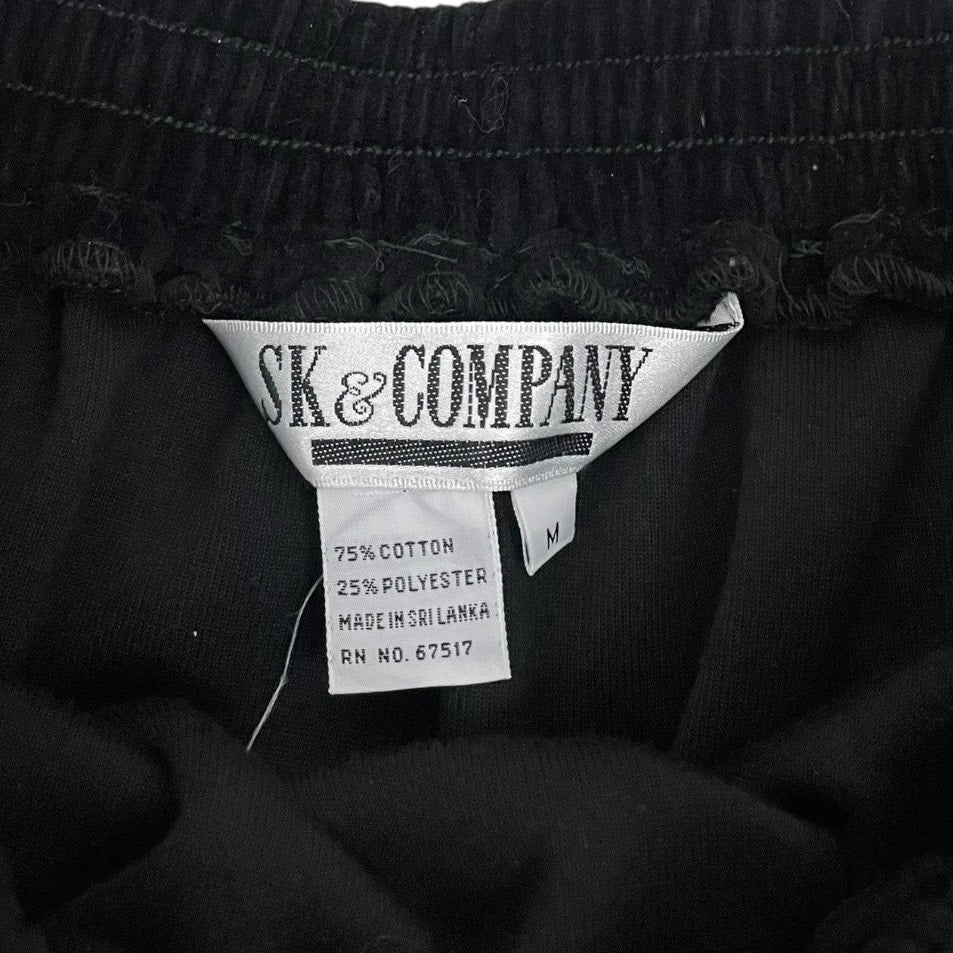 SK & COMPANY
M
75% COTTON
25% POLYESTER
MADE IN SRI LANKA
RN NO. 67517